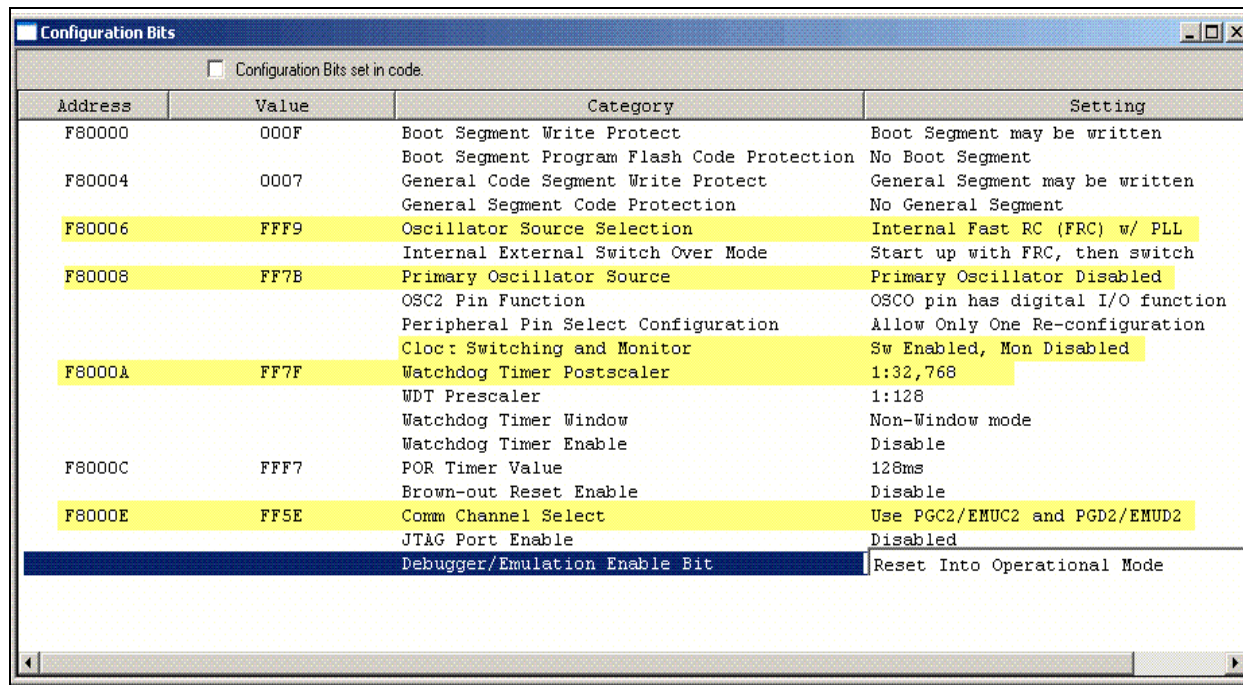 Configuration Bits
Configuration Bits set in code.
Address Value Category Setting
F80000 000F Boot Segment Write Protect Boot Segment may be written
Boot Segment Program Flash Code Protection No Boot Segment
F80004 0007 General Code Segment Write Protect General Segment may be written
General Segment Code Protection No General Segment
F80006 FFF9 Oscillator Source Selection Internal Fast RC (FRC) w/ PLL
Internal External Switch Over Mode Start up with FRC, then switch
F80008 FF7B Primary Oscillator Source Primary Oscillator Disabled
OSC2 Pin Function OSCO pin has digital I/O function
Peripheral Pin Select Configuration Allow Only One Re-configuration
Clock Switching and Monitor Sw Enabled, Mon Disabled
F8000A FF7F Watchdog Timer Postscaler 1:32,768
WDT Prescaler 1:128
Watchdog Timer Window Non-Window mode
Watchdog Timer Enable Disable
F8000C FFF7 POR Timer Value 128ms
Brown-out Reset Enable Disable
F8000E FF5E Comm Channel Select Use PGC2/EMUC2 and PGD2/EMUD2
JTAG Port Enable Disabled
Debugger/Emulation Enable Bit Reset Into Operational Mode